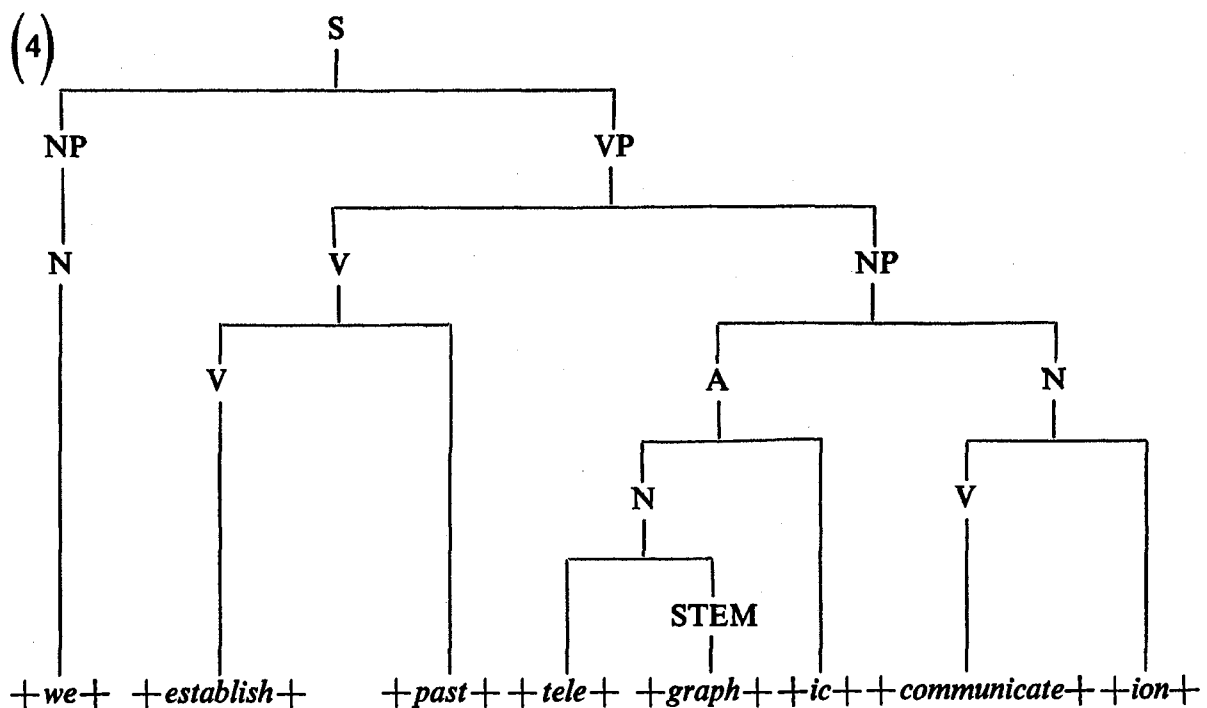 (4)
S
NP VP
N V NP
V A N
N V
STEM
+we+ +establish+ +past+ +tele+ +graph+ +ic+ +communicate+ +ion+